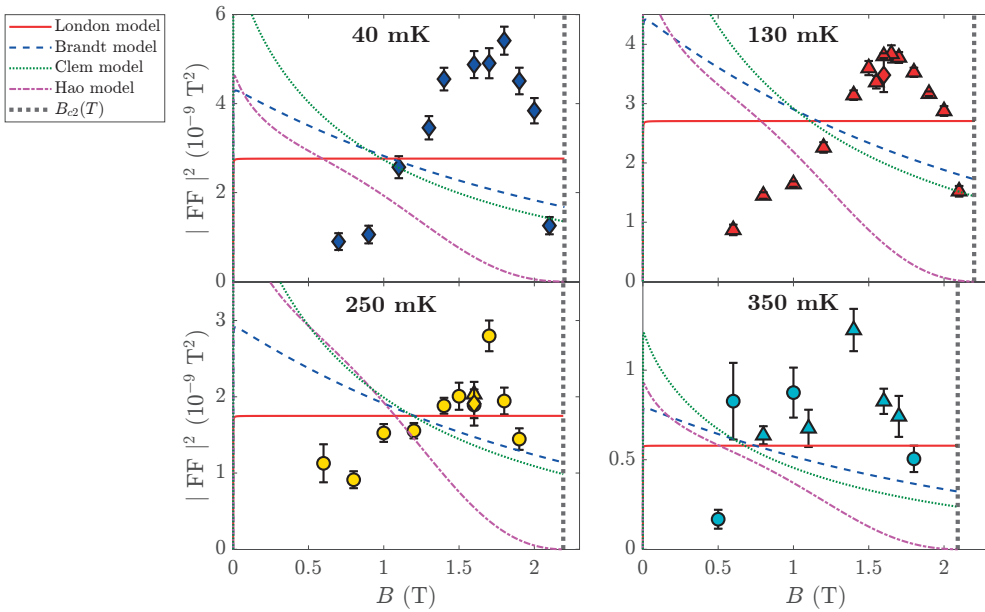 London model
Brandt model
Clem model
Hao model
B_{c2}(T)
40 mK
130 mK
| FF |² (10⁻⁹ T²)
6
4
2
0
4
3
2
1
0
250 mK
350 mK
| FF |² (10⁻⁹ T²)
3
2
1
0
1
0.5
0
0 0.5 1 1.5 2
0 0.5 1 1.5 2
B (T)
B (T)